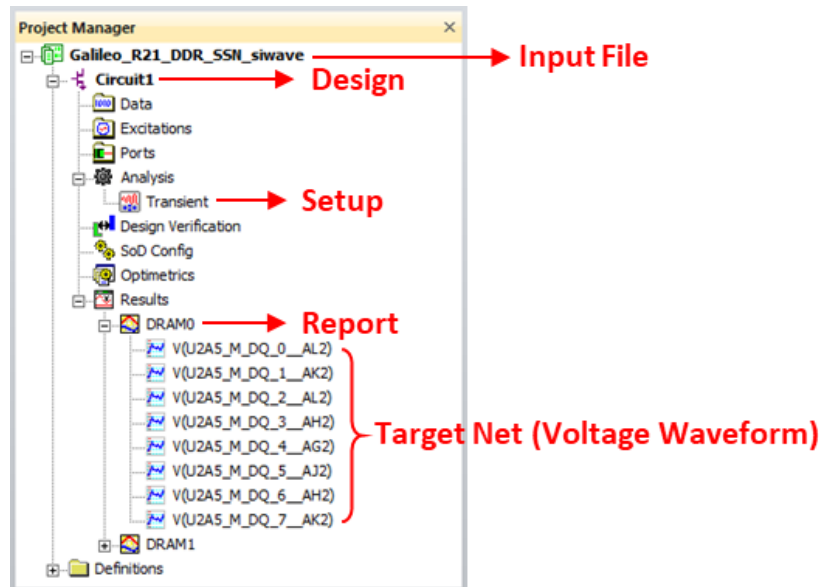 Project Manager
Galileo_R21_DDR_SSN_siwave
Input File
Circuit1
Design
Data
Excitations
Ports
Analysis
Transient
Setup
Design Verification
SoD Config
Optimetrics
Results
DRAM0
Report
V(U2A5_M_DQ_0__AL2)
V(U2A5_M_DQ_1__AK2)
V(U2A5_M_DQ_2__AL2)
V(U2A5_M_DQ_3__AH2)
V(U2A5_M_DQ_4__AG2)
Target Net (Voltage Waveform)
V(U2A5_M_DQ_5__AJ2)
V(U2A5_M_DQ_6__AH2)
V(U2A5_M_DQ_7__AK2)
DRAM1
Definitions